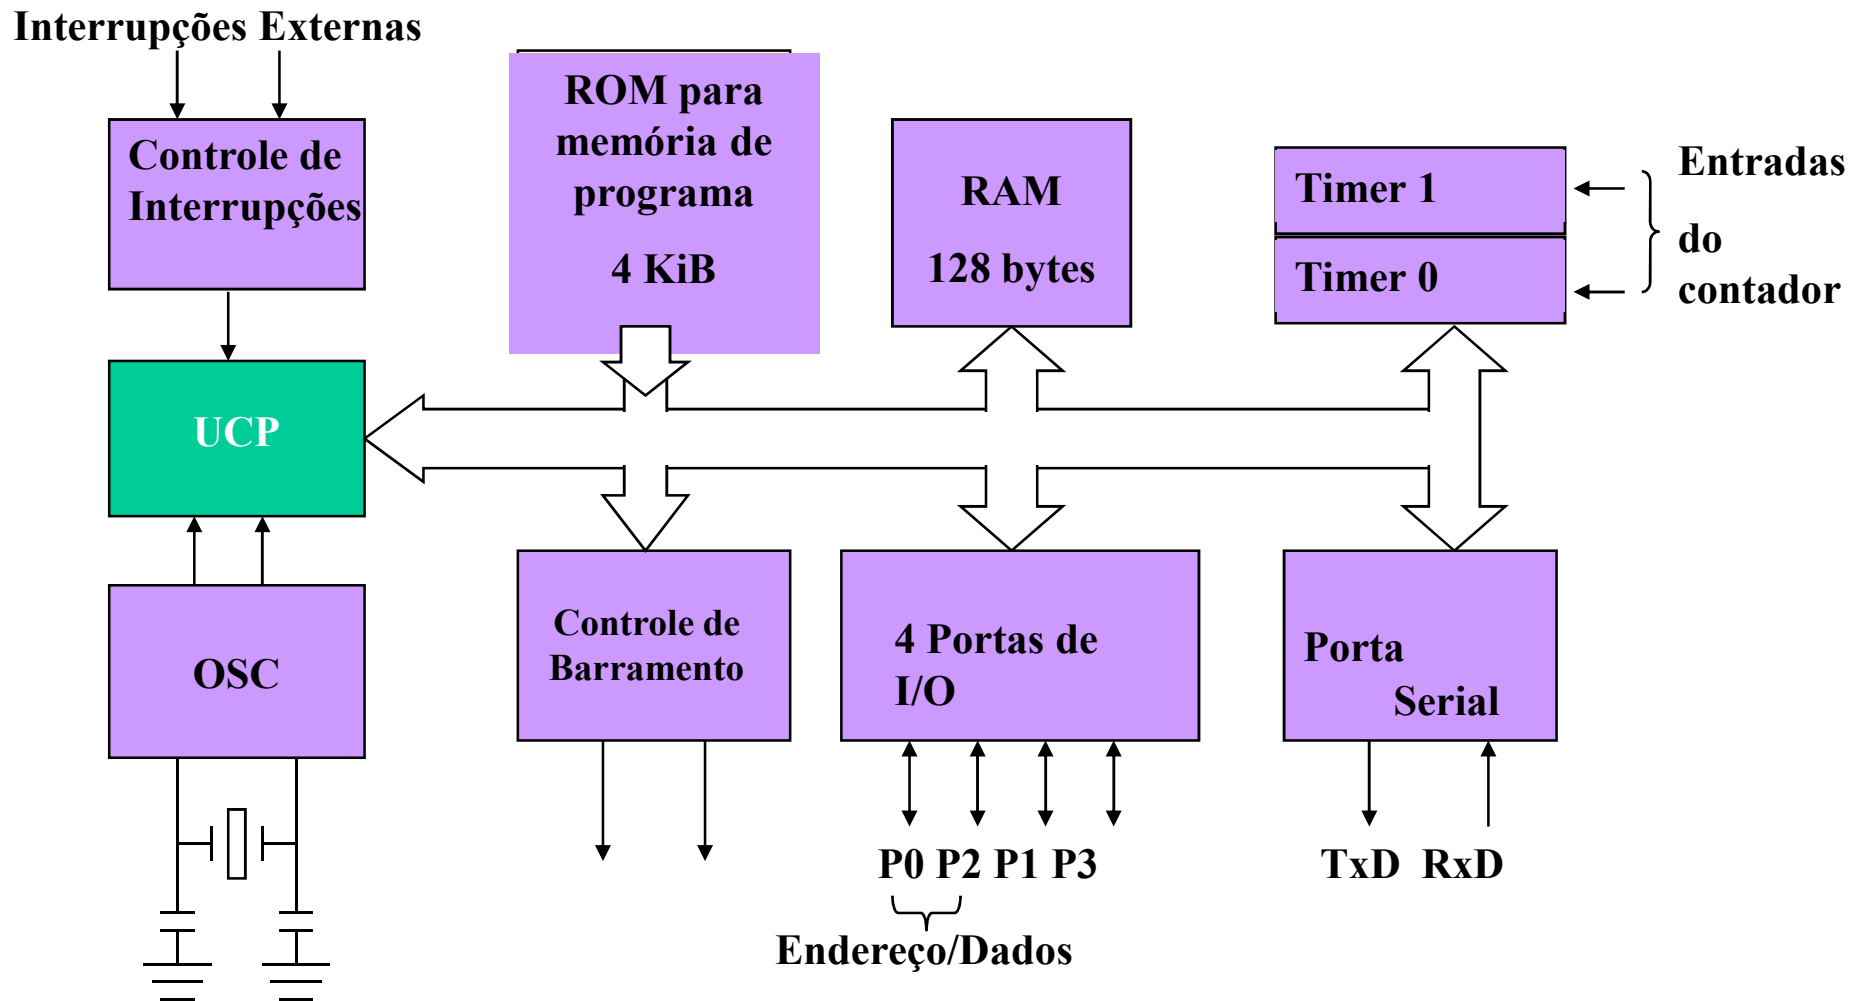 Interrupções Externas
Controle de
Interrupções
ROM para
memória de
programa
4 KiB
RAM
128 bytes
Timer 1
Timer 0
Entradas
do
contador
UCP
OSC
Controle de
Barramento
4 Portas de
I/O
Porta
Serial
P0 P2 P1 P3
TxD RxD
Endereço/Dados